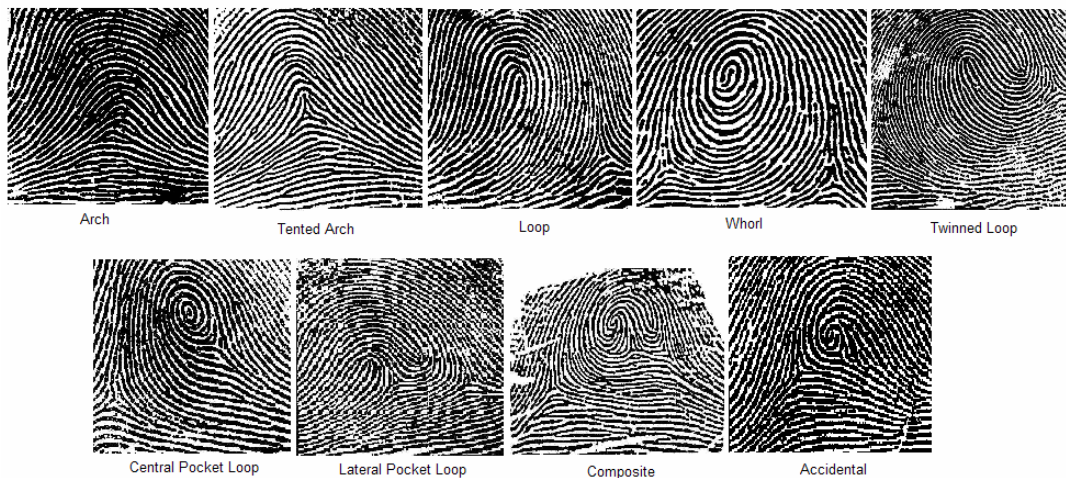 Arch
Tented Arch
Loop
Whorl
Twinned Loop
Central Pocket Loop
Lateral Pocket Loop
Composite
Accidental